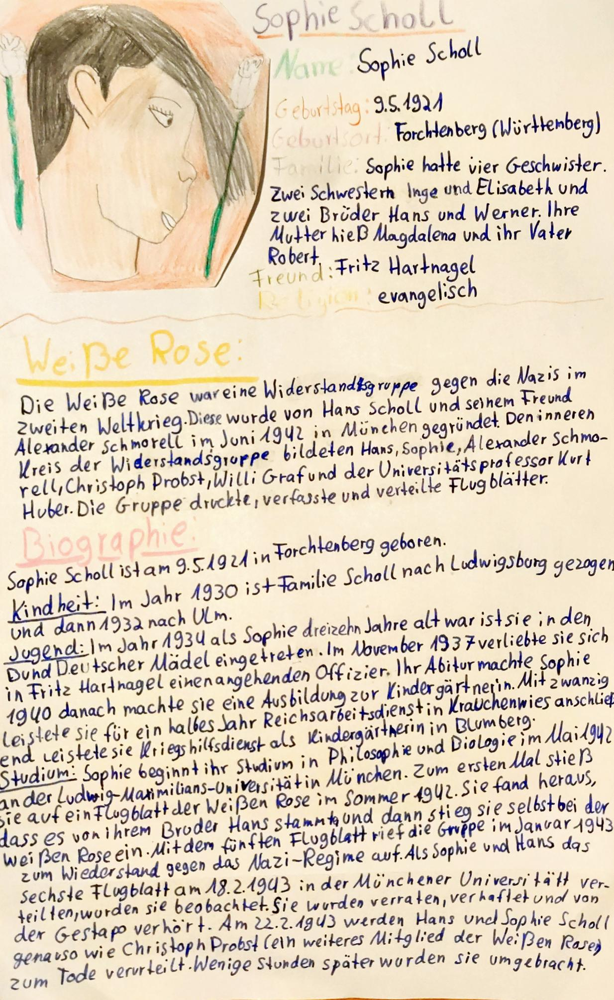 Sophie Scholl
Name: Sophie Scholl
Geburtstag: 9.5.1921
Geburtsort: Forchtenberg (Württemberg)
Familie: Sophie hatte vier Geschwister.
Zwei Schwestern Inge und Elisabeth und
zwei Brüder Hans und Werner. Ihre
Mutter hieß Magdalena und ihr Vater
Robert.
Freund: Fritz Hartnagel
Religion: evangelisch
Weiße Rose:
Die Weiße Rose war eine Widerstandsgruppe gegen die Nazis im
zweiten Weltkrieg. Diese wurde von Hans Scholl und seinem Freund
Alexander Schmorell im Juni 1942 in München gegründet. Den inneren
Kreis der Widerstandsgruppe bildeten Hans, Sophie, Alexander Schmo-
rell, Christoph Probst, Willi Graf und der Universitätsprofessor Kurt
Huber. Die Gruppe druckte, verfasste und verteilte Flugblätter.
Biographie:
Sophie Scholl ist am 9.5.1921 in Forchtenberg geboren.
Kindheit: Im Jahr 1930 ist Familie Scholl nach Ludwigsburg gezogen
und dann 1932 nach Ulm.
Jugend: Im Jahr 1934 als Sophie dreizehn Jahre alt war ist sie in den
Bund Deutscher Mädel eingetreten. Im November 1937 verliebte sie sich
in Fritz Hartnagel einen angehenden Offizier. Ihr Abitur machte Sophie
1940 danach machte sie eine Ausbildung zur Kindergärtnerin. Mit zwanzig
leistete sie für ein halbes Jahr Reichsarbeitsdienst in Krauchenwies anschließ
end leistete sie Kriegshilfsdienst als Kindergärtnerin in Blumberg.
Studium: Sophie beginnt ihr Studium in Philosophie und Biologie im Mai 1942
an der Ludwig-Maximilians-Universität in München. Zum ersten Mal stieß
sie auf ein Flugblatt der Weißen Rose im Sommer 1942. Sie fand heraus,
dass es von ihrem Bruder Hans stammte und dann stieg sie selbst bei der
Weißen Rose ein. Mit dem fünften Flugblatt rief die Gruppe im Januar 1943
zum Wiederstand gegen das Nazi-Regime auf. Als Sophie und Hans das
sechste Flugblatt am 18.2.1943 in der Münchener Universitätt ver-
teilten, wurden sie beobachtet. Sie wurden verraten, verhaftet und von
der Gestapo verhört. Am 22.2.1943 werden Hans und Sophie Scholl
genauso wie Christoph Probst (ein weiteres Mitglied der Weißen Rose)
zum Tode verurteilt. Wenige Stunden später wurden sie umgebracht.